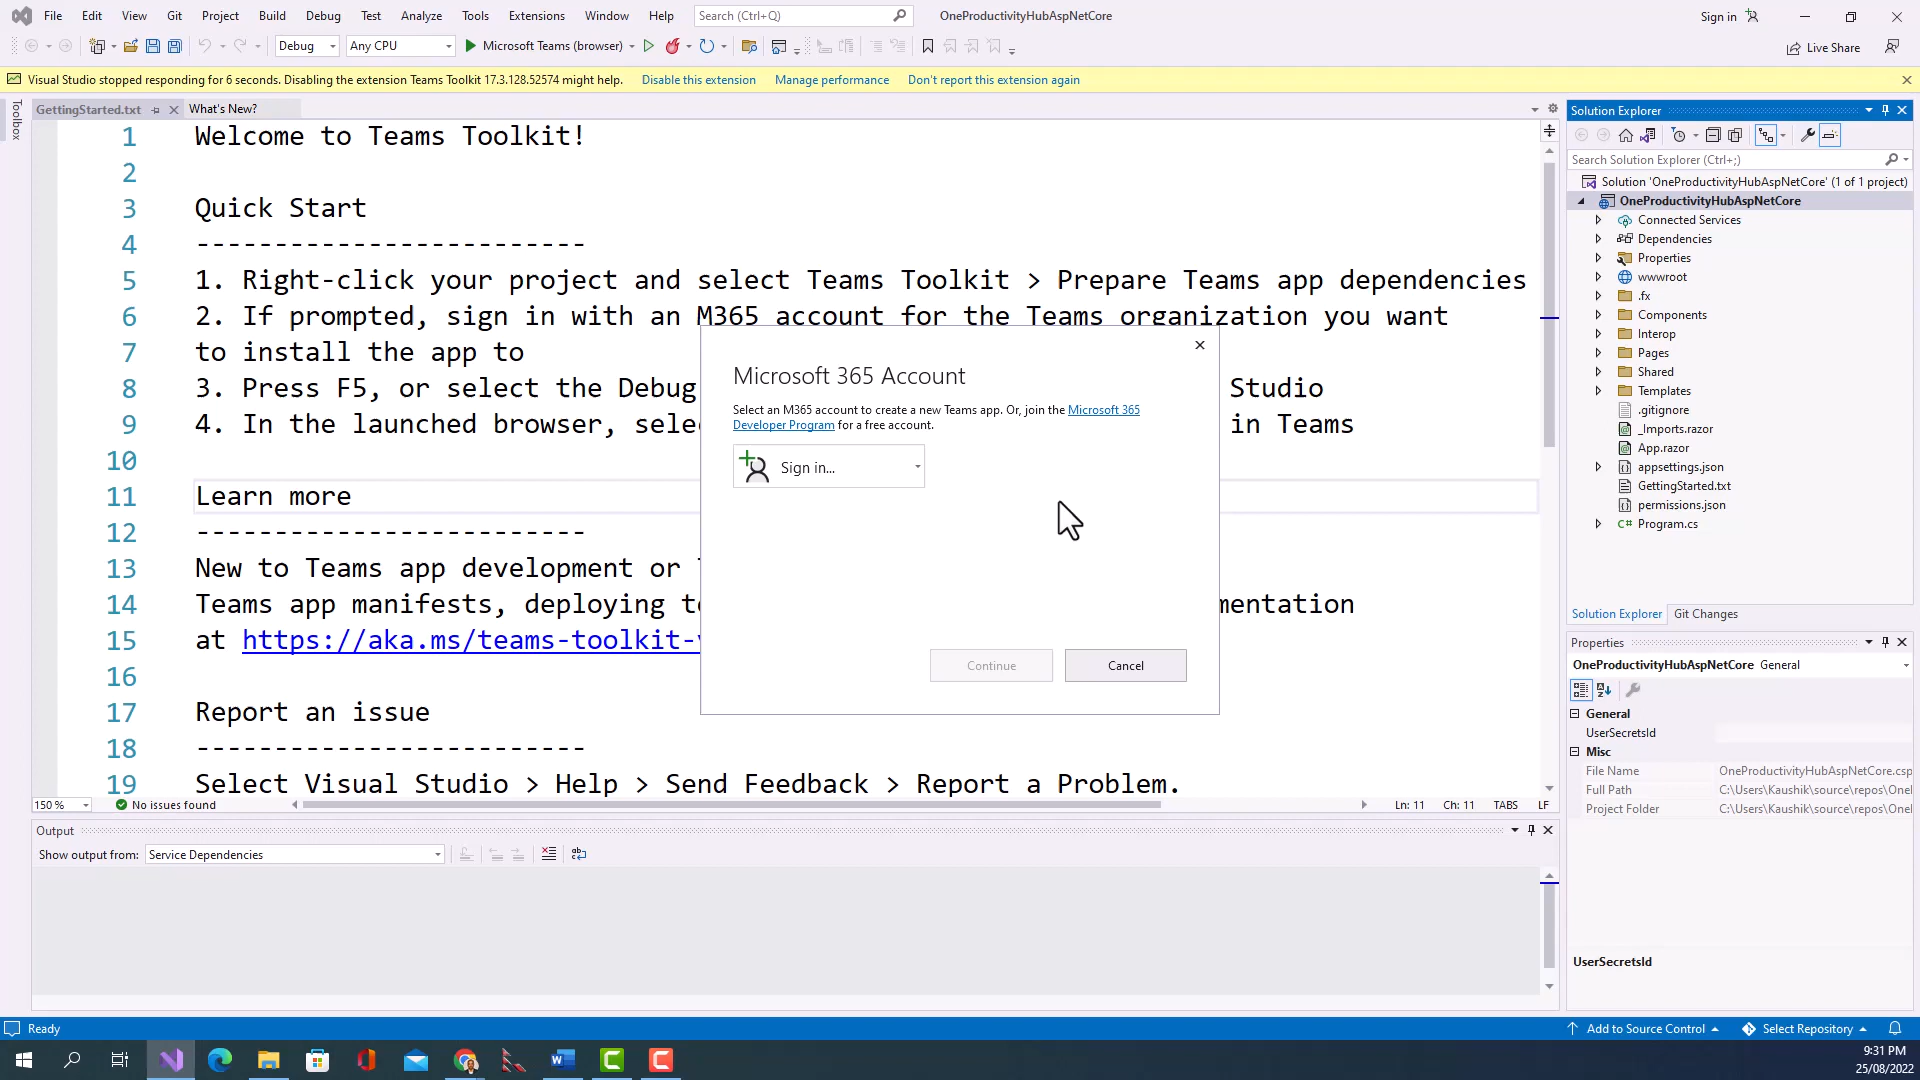 File Edit View Git Project Build Debug Test Analyze Tools Extensions Window Help Search (Ctrl+Q) OneProductivityHubAspNetCore Sign in
Debug Any CPU Microsoft Teams (browser) Live Share
Visual Studio stopped responding for 6 seconds. Disabling the extension Teams Toolkit 17.3.128.52574 might help. Disable this extension Manage performance Don't report this extension again
Toolbox
GettingStarted.txt What's New?
1 Welcome to Teams Toolkit!
2
3 Quick Start
4 -------------------------
5 1. Right-click your project and select Teams Toolkit > Prepare Teams app dependencies
6 2. If prompted, sign in with an M365 account for the Teams organization you want
7 to install the app to
8 3. Press F5, or select the Debug Studio
9 4. In the launched browser, in Teams
10
11 Learn more
12 -------------------------
13 New to Teams app development or
14 Teams app manifests, deploying
15 at https://aka.ms/teams-toolkit-
16
17 Report an issue
18 -------------------------
19 Select Visual Studio > Help > Send Feedback > Report a Problem.
Microsoft 365 Account
Select an M365 account to create a new Teams app. Or, join the Microsoft 365
Developer Program for a free account.
Sign in...
Continue Cancel
150 % No issues found Ln: 11 Ch: 11 TABS LF
Output
Show output from: Service Dependencies
Solution Explorer
Search Solution Explorer (Ctrl+;)
Solution 'OneProductivityHubAspNetCore' (1 of 1 project)
OneProductivityHubAspNetCore
Connected Services
Dependencies
Properties
wwwroot
.fx
Components
Interop
Pages
Shared
Templates
.gitignore
_Imports.razor
App.razor
appsettings.json
GettingStarted.txt
permissions.json
C# Program.cs
Solution Explorer Git Changes
Properties
OneProductivityHubAspNetCore General
General
UserSecretsId
Misc
File Name OneProductivityHubAspNetCore.csp
Full Path C:\Users\Kaushik\source\repos\Onel
Project Folder C:\Users\Kaushik\source\repos\Onel
UserSecretsId
Ready Add to Source Control Select Repository
9:31 PM
25/08/2022